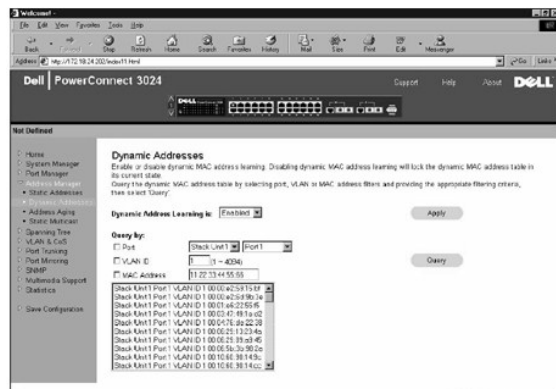 Welcome! -
File Edit View Favorites Tools Help
Back Forward Stop Refresh Home Search Favorites History Mail Size Print Edit Messenger
Address http://172.18.24.202/index11.html Go Links
Dell PowerConnect 3024
Support Help About DELL
Not Defined
Home
System Manager
Port Manager
Address Manager
Static Addresses
Dynamic Addresses
Address Aging
Static Multicast
Spanning Tree
VLAN & CoS
Port Trunking
Port Mirroring
SNMP
Multimedia Support
Statistics
Save Configuration
Dynamic Addresses
Enable or disable dynamic MAC address learning. Disabling dynamic MAC address learning will lock the dynamic MAC address table in
its current state.
Query the dynamic MAC address table by selecting port, VLAN or MAC address filters and providing the appropriate filtering criteria,
then select 'Query'.
Dynamic Address Learning is: Enabled Apply
Query by:
Port Stack Unit1 Port1
VLAN ID 1 (1 ~ 4094) Query
MAC Address 11:22:33:44:55:66
Stack Unit1 Port1 VLAN ID 1
Stack Unit1 Port1 VLAN ID 1
Stack Unit1 Port1 VLAN ID 1
Stack Unit1 Port1 VLAN ID 1
Stack Unit1 Port1 VLAN ID 1
Stack Unit1 Port1 VLAN ID 1
Stack Unit1 Port1 VLAN ID 1
Stack Unit1 Port1 VLAN ID 1
Stack Unit1 Port1 VLAN ID 1
Stack Unit1 Port1 VLAN ID 1